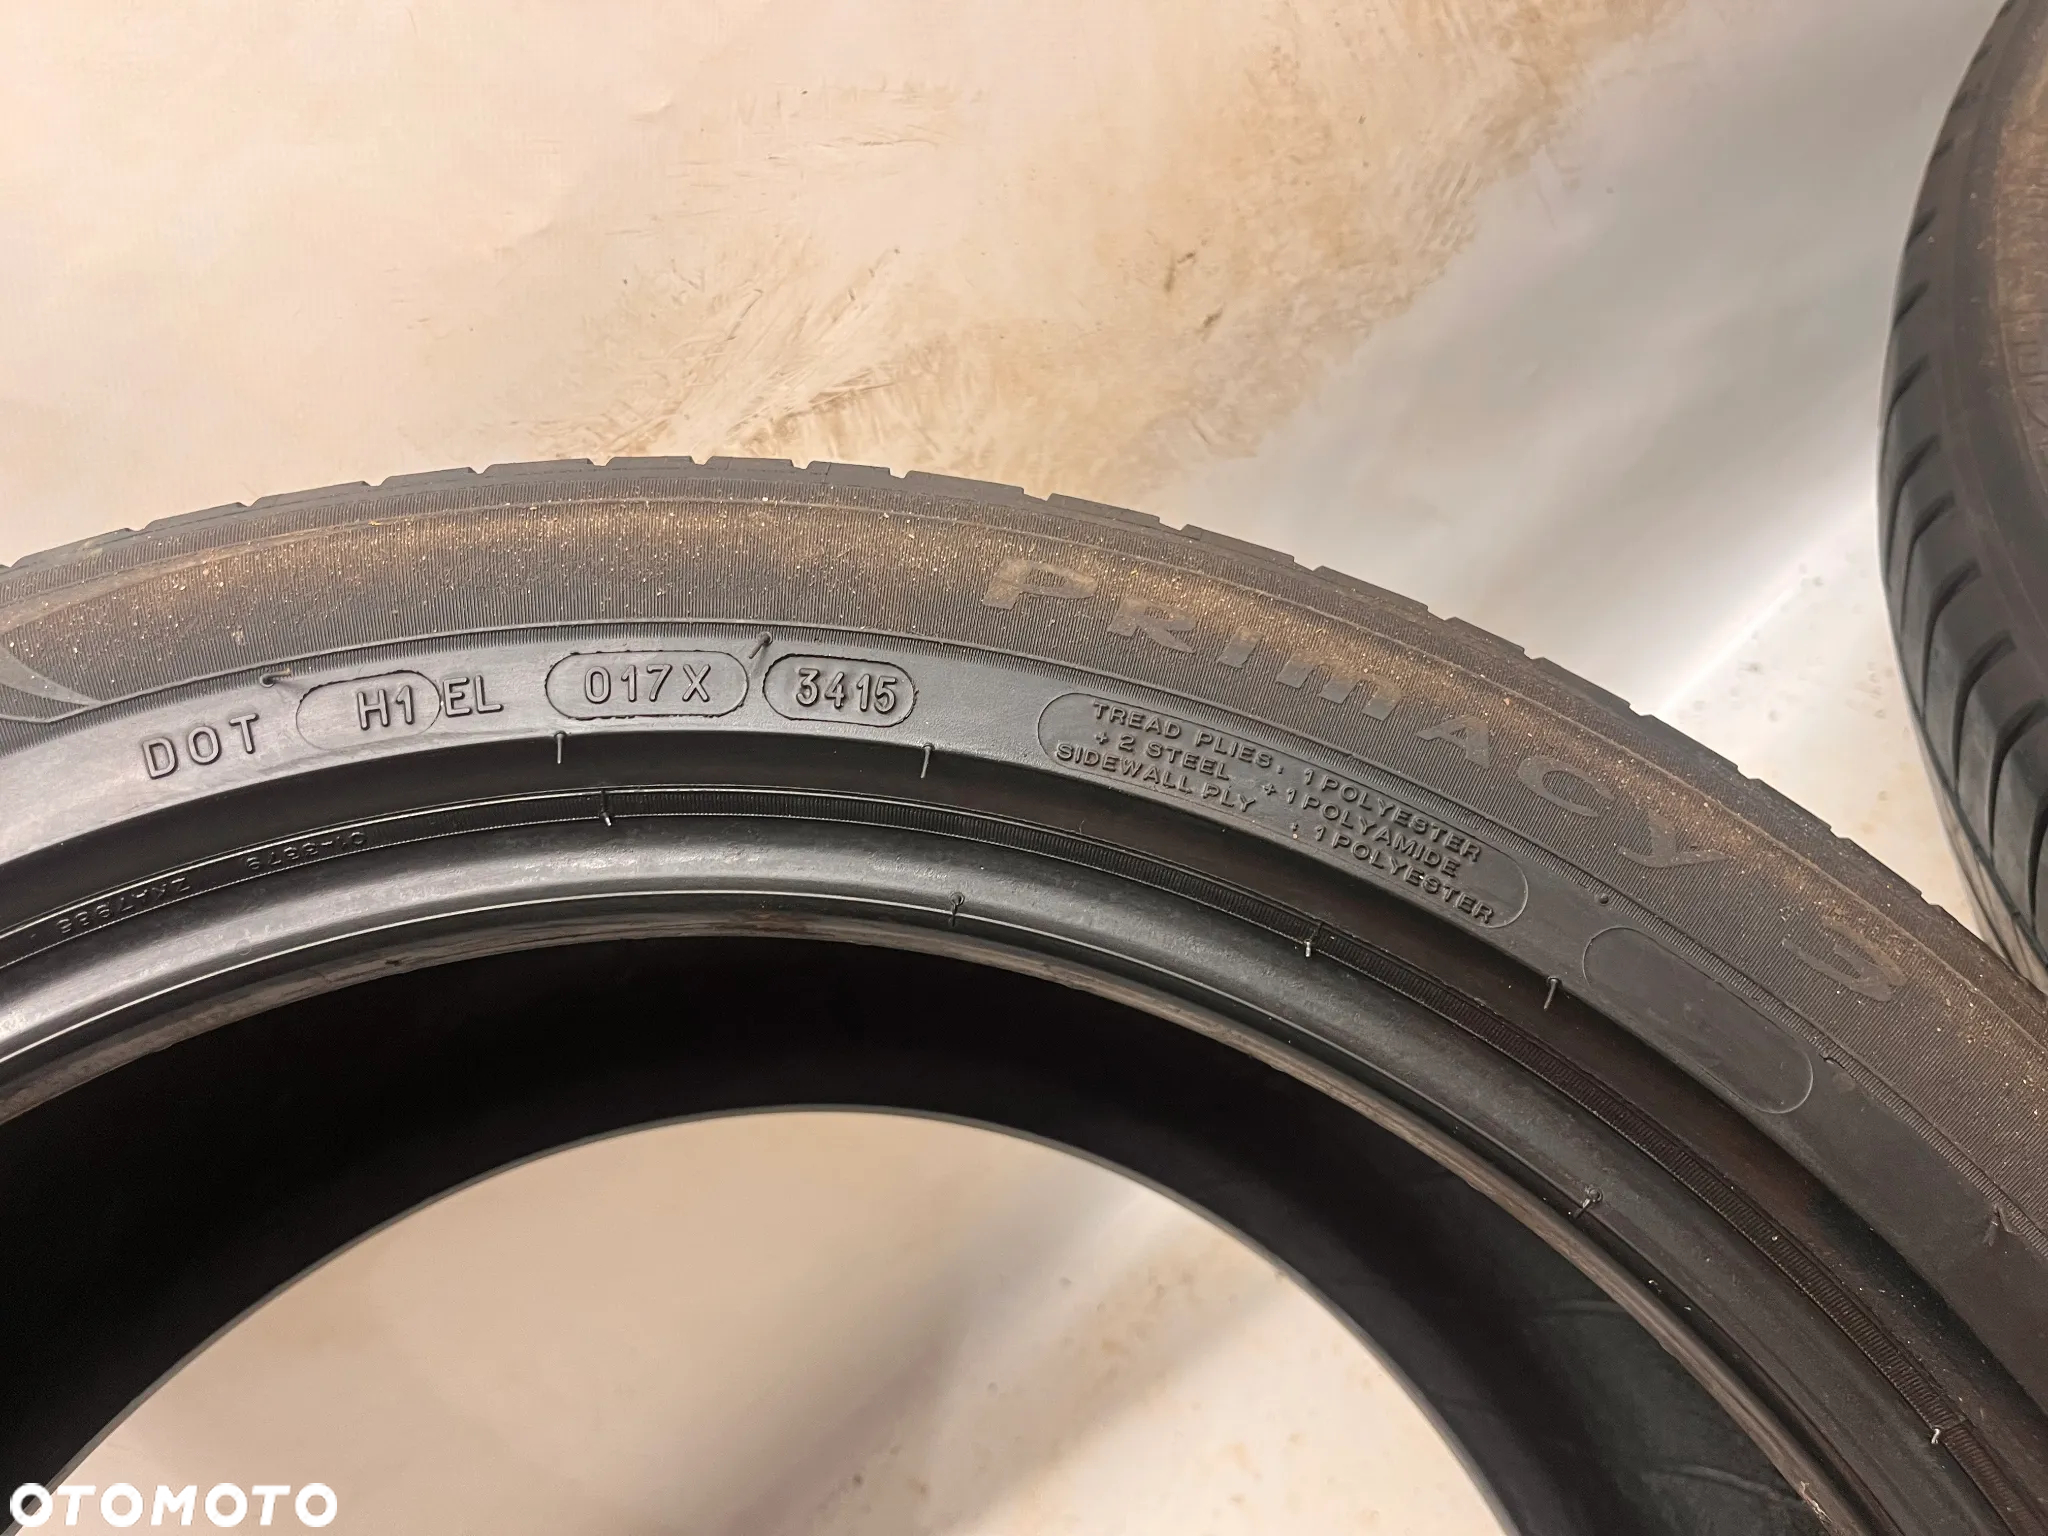 PRIMACY 3
DOT H1 EL 017X 3415
TREAD PLIES: 1 POLYESTER
+ 2 STEEL + 1 POLYAMIDE
SIDEWALL PLY : 1 POLYESTER
OTOMOTO